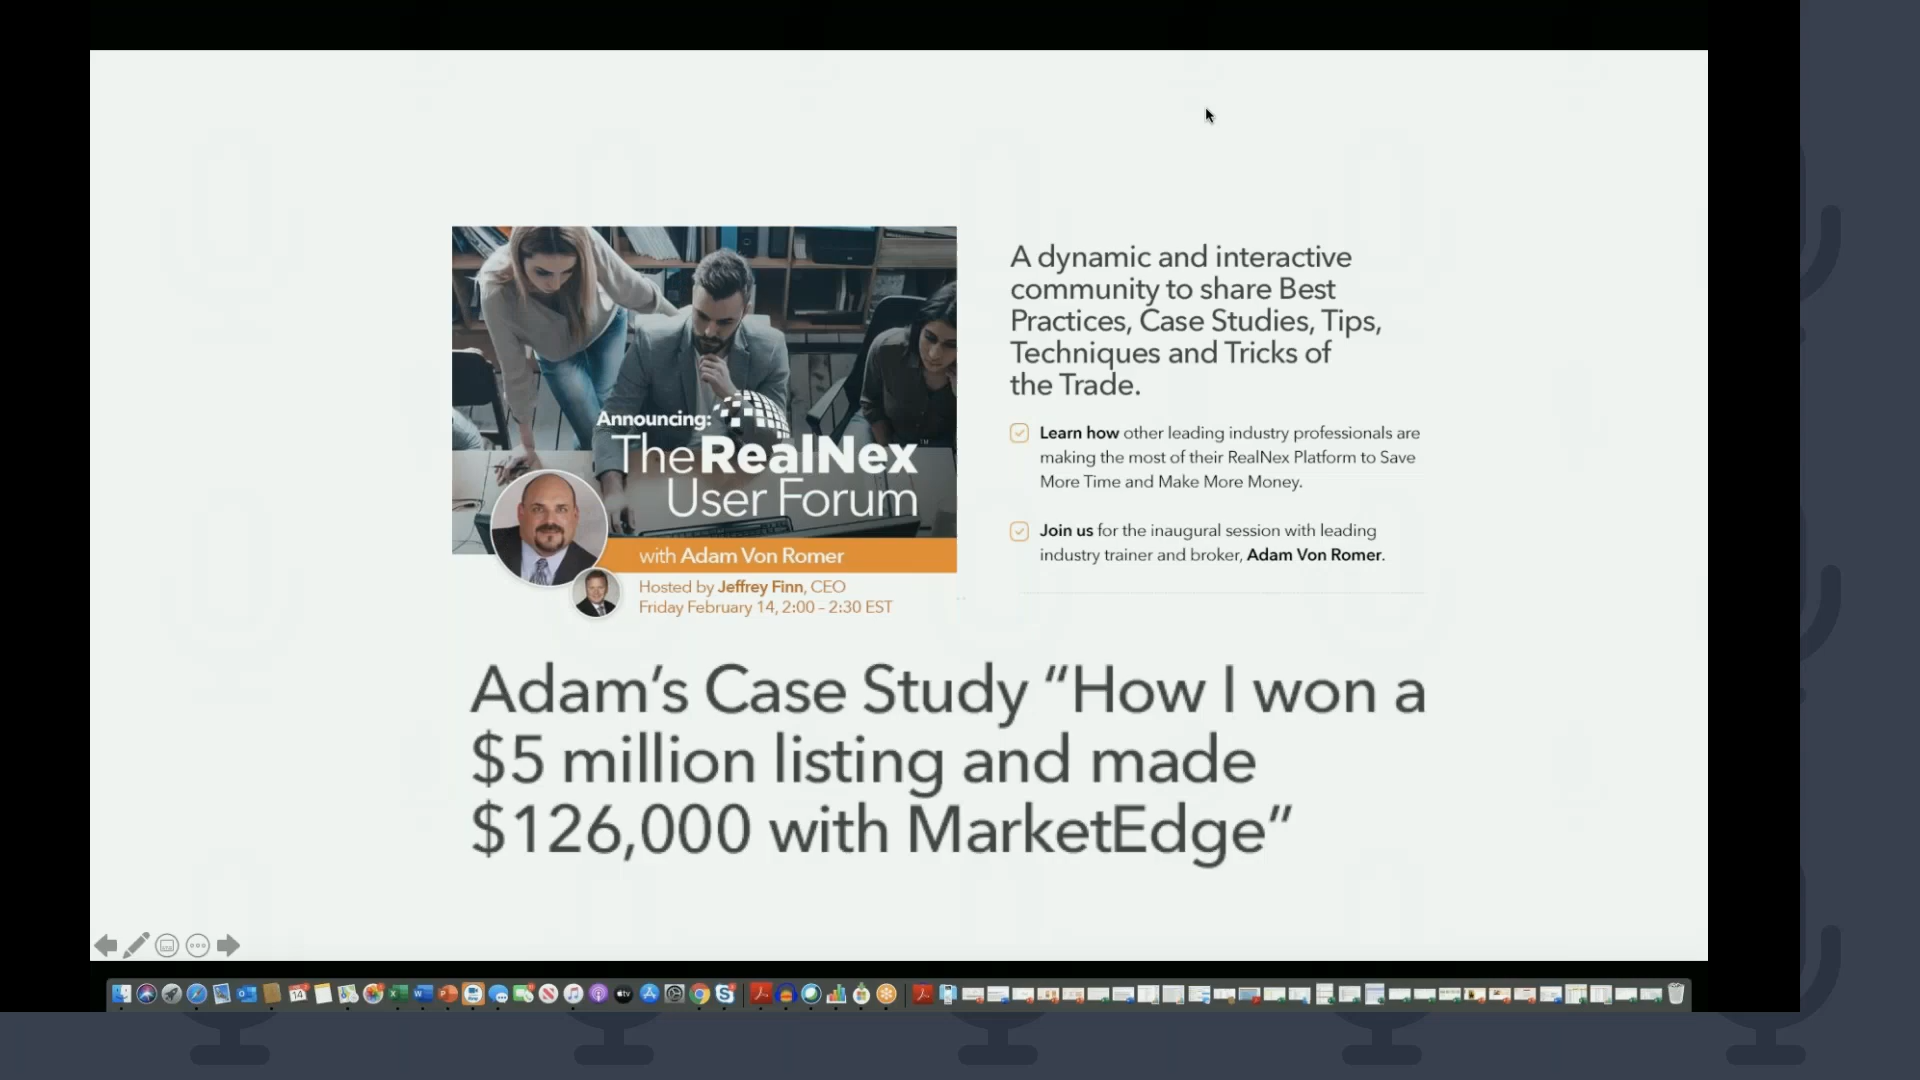 Announcing:
The RealNex™
User Forum
with Adam Von Romer
Hosted by Jeffrey Finn, CEO
Friday February 14, 2:00 - 2:30 EST
A dynamic and interactive
community to share Best
Practices, Case Studies, Tips,
Techniques and Tricks of
the Trade.
Learn how other leading industry professionals are
making the most of their RealNex Platform to Save
More Time and Make More Money.
Join us for the inaugural session with leading
industry trainer and broker, Adam Von Romer.
Adam’s Case Study “How I won a
$5 million listing and made
$126,000 with MarketEdge”
14